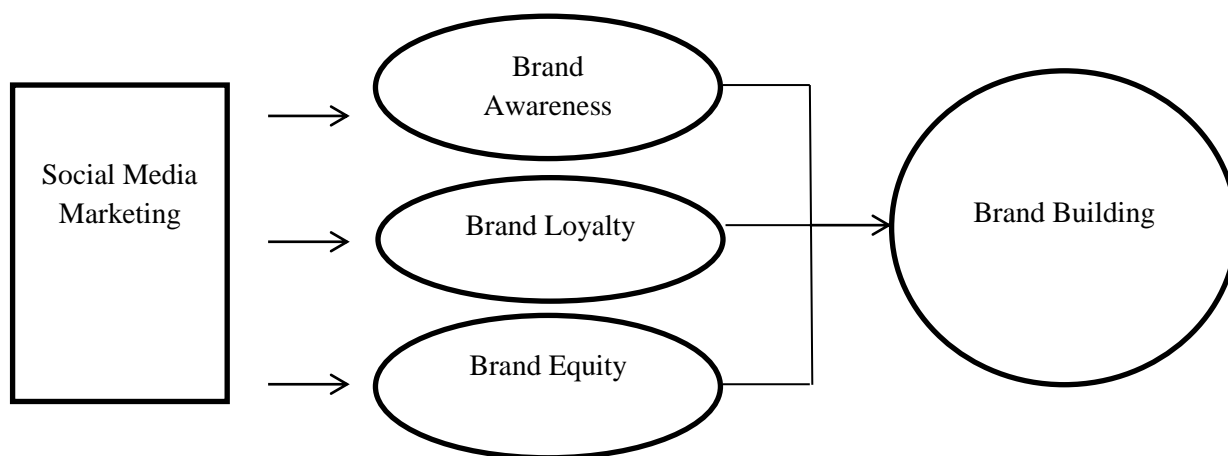 Social Media
Marketing
Brand
Awareness
Brand Loyalty
Brand Equity
Brand Building